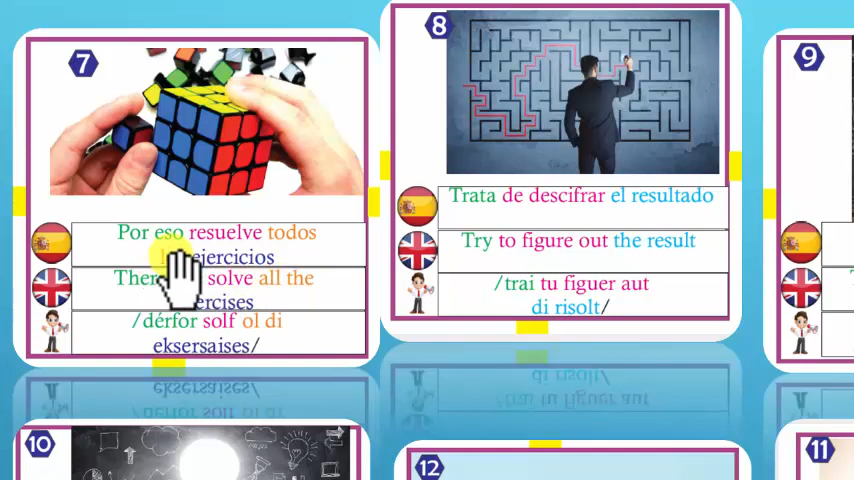 7
Por eso resuelve todos
ejercicios
solve all the
/dérfor solf ol di
eksersaises/
8
Trata de descifrar el resultado
Try to figure out the result
/trai tu figuer aut
di risolt/
9
10
12
11